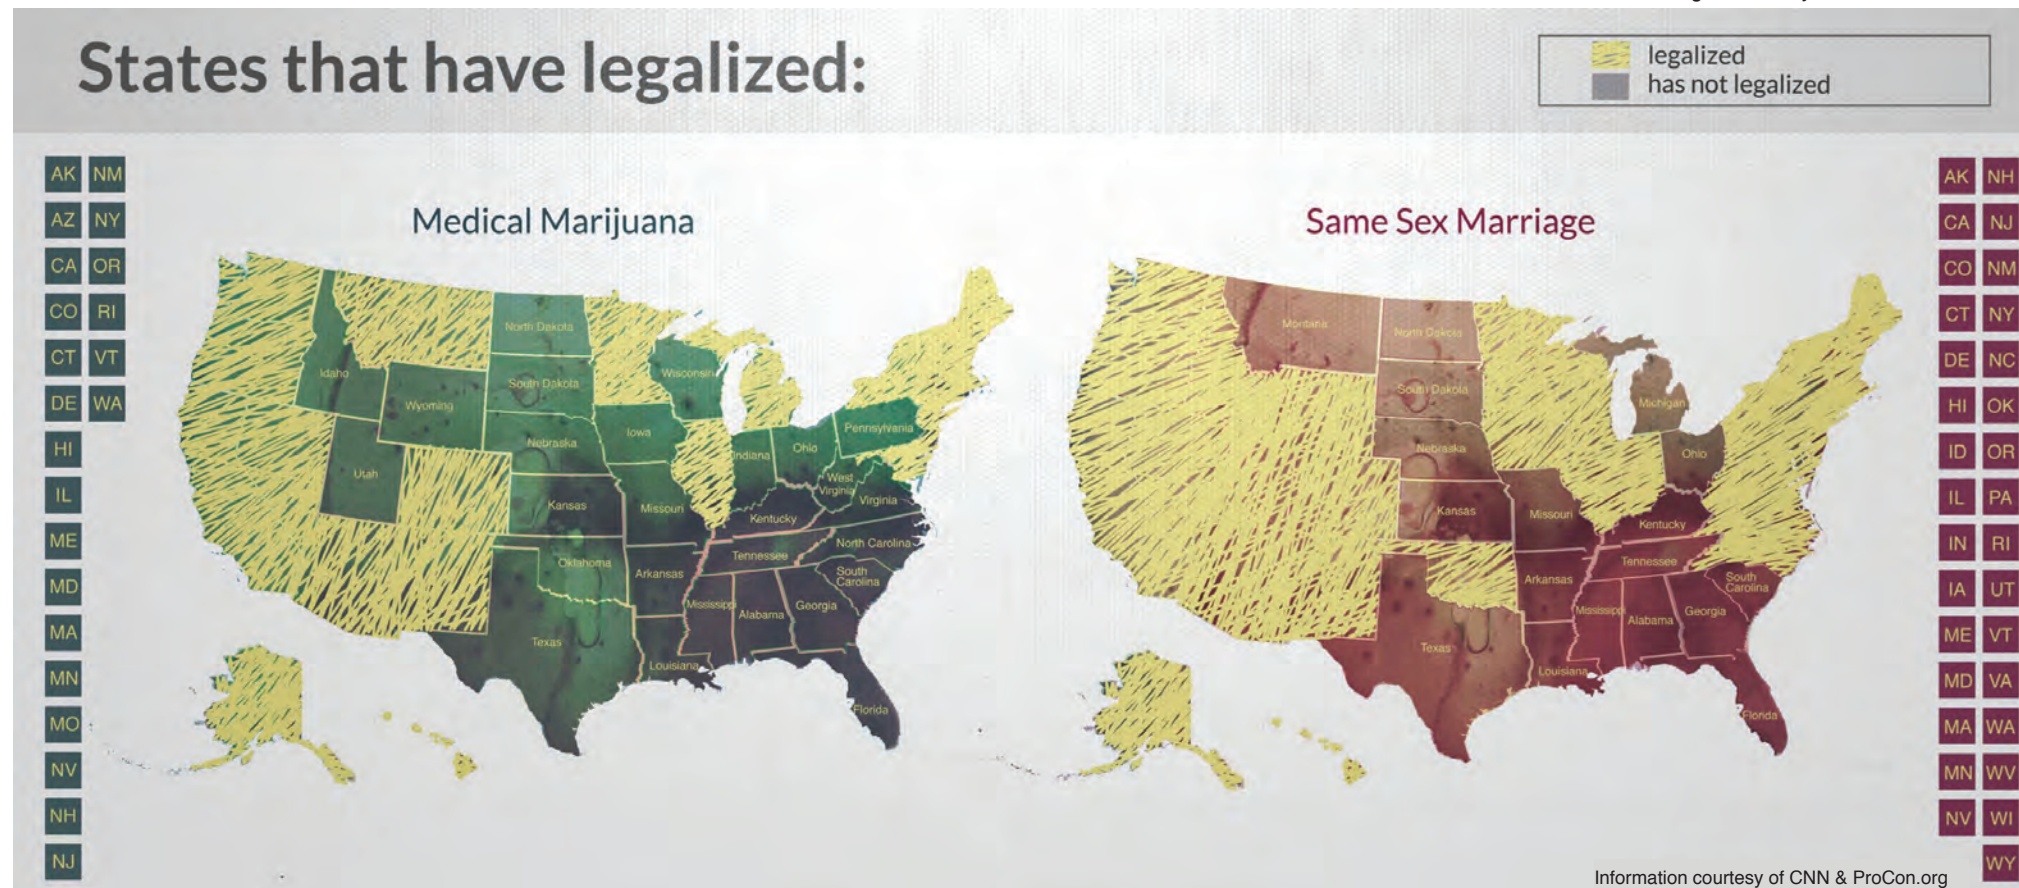 States that have legalized:
legalized
has not legalized
Medical Marijuana
AK NM
AZ NY
CA OR
CO RI
CT VT
DE WA
HI
IL
ME
MD
MA
MN
MO
NV
NH
NJ
North Dakota
Idaho
Wyoming
South Dakota
Wisconsin
Nebraska
Iowa
Utah
Indiana
Ohio
Pennsylvania
West
Virginia
Virginia
Kansas
Missouri
Kentucky
North Carolina
Tennessee
Oklahoma
Arkansas
South
Carolina
Mississippi
Alabama
Georgia
Texas
Louisiana
Florida
Same Sex Marriage
Montana
North Dakota
South Dakota
Michigan
Nebraska
Ohio
Kansas
Missouri
Kentucky
Tennessee
Arkansas
South
Carolina
Mississippi
Alabama
Georgia
Texas
Louisiana
Florida
AK NH
CA NJ
CO NM
CT NY
DE NC
HI OK
ID OR
IL PA
IN RI
IA UT
ME VT
MD VA
MA WA
MN WV
NV WI
WY
Information courtesy of CNN & ProCon.org